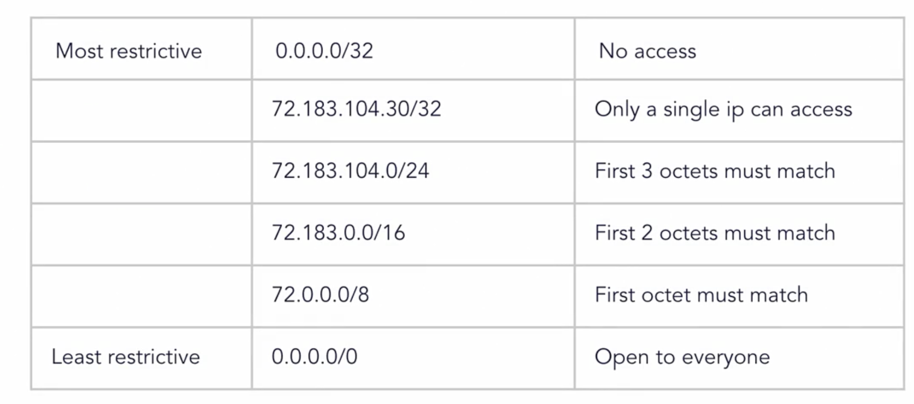 Most restrictive 0.0.0.0/32 No access
72.183.104.30/32 Only a single ip can access
72.183.104.0/24 First 3 octets must match
72.183.0.0/16 First 2 octets must match
72.0.0.0/8 First octet must match
Least restrictive 0.0.0.0/0 Open to everyone